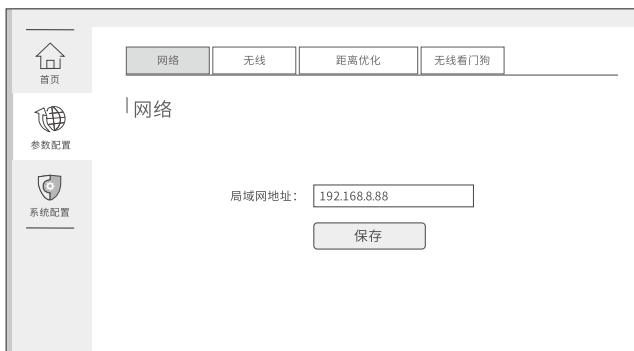 首页
参数配置
系统配置
网络
无线
距离优化
无线看门狗
网络
局域网地址：
192.168.8.88
保存